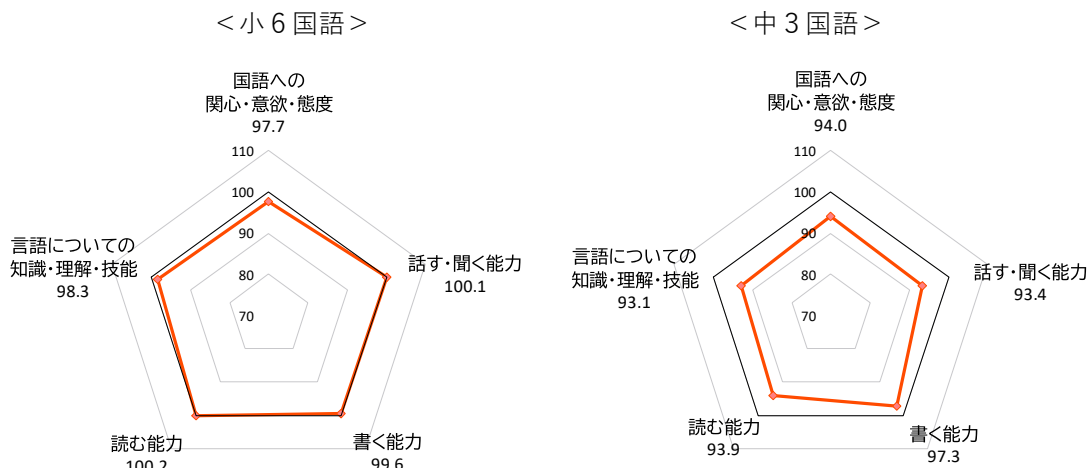 ＜小６国語＞
国語への
関心・意欲・態度
97.7
110
100
90
80
70
言語についての
知識・理解・技能
98.3
話す・聞く能力
100.1
読む能力
100.2
書く能力
99.6
＜中３国語＞
国語への
関心・意欲・態度
94.0
110
100
90
80
70
言語についての
知識・理解・技能
93.1
話す・聞く能力
93.4
読む能力
93.9
書く能力
97.3